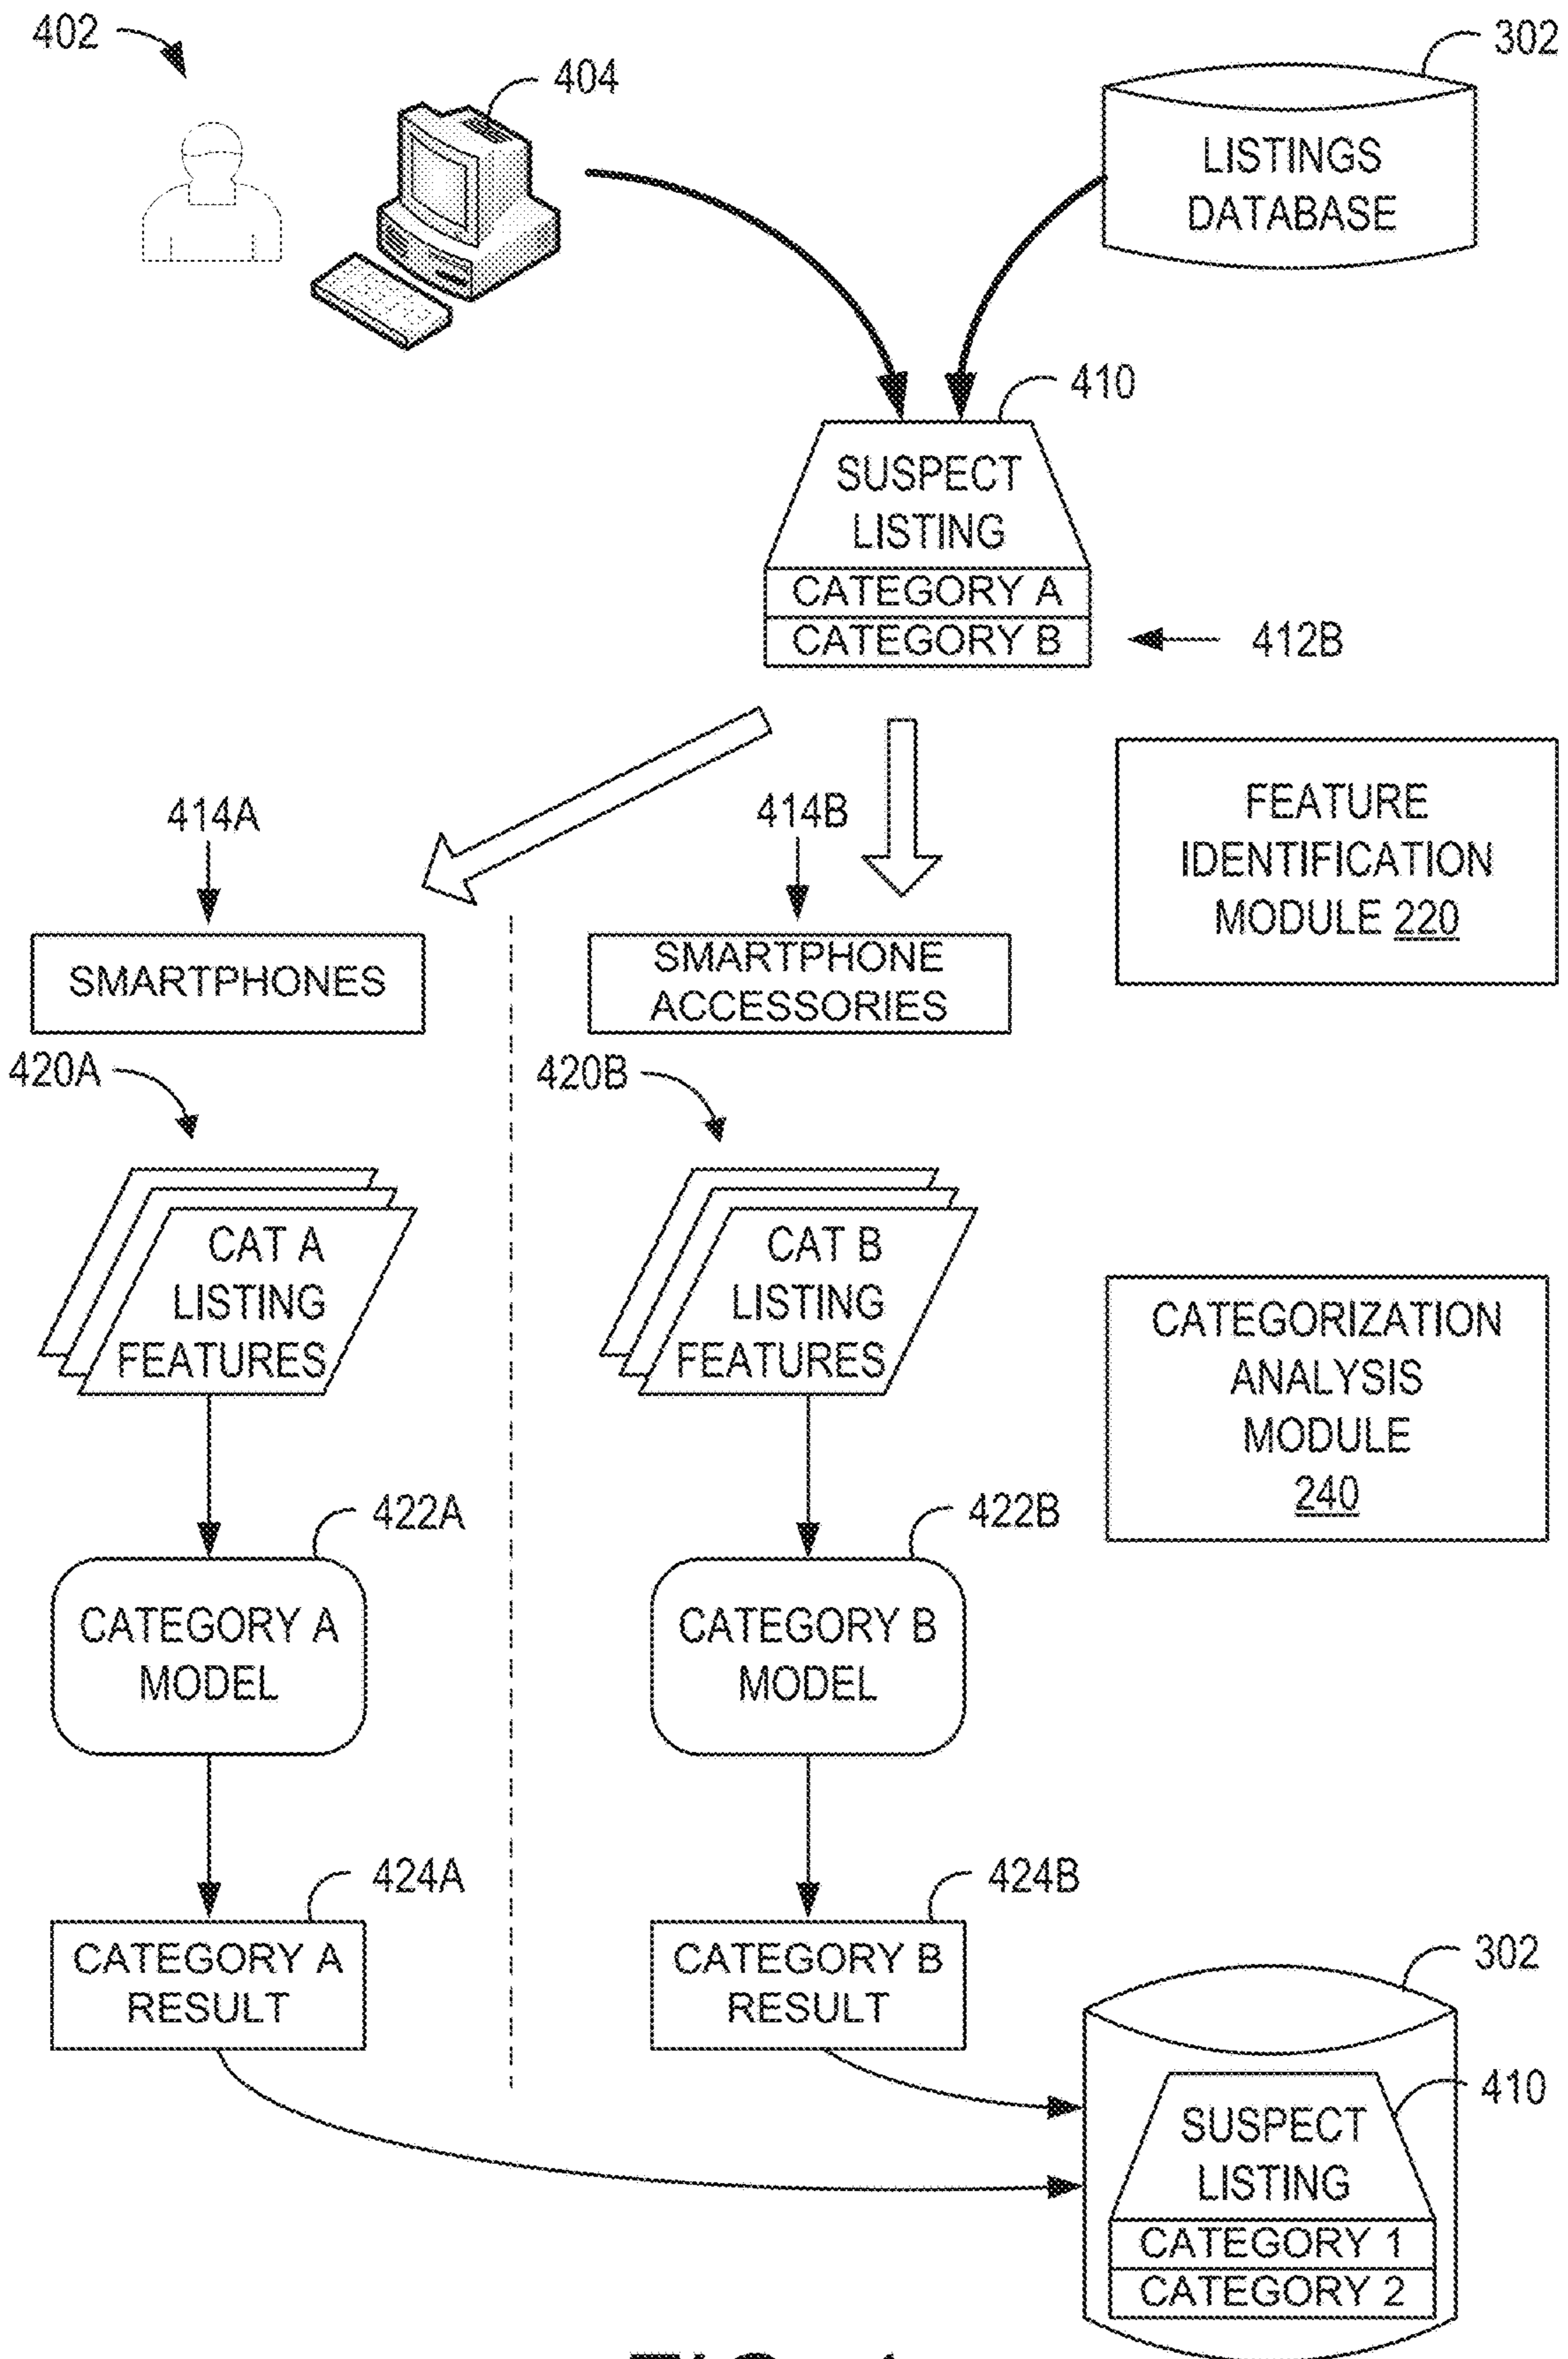 402
404
302
LISTINGS
DATABASE
410
SUSPECT
LISTING
CATEGORY A
CATEGORY B
412B
414A
414B
FEATURE
IDENTIFICATION
MODULE 220
SMARTPHONES
SMARTPHONE
ACCESSORIES
420A
420B
CAT A
LISTING
FEATURES
CAT B
LISTING
FEATURES
CATEGORIZATION
ANALYSIS
MODULE
240
422A
422B
CATEGORY A
MODEL
CATEGORY B
MODEL
424A
424B
CATEGORY A
RESULT
CATEGORY B
RESULT
302
410
SUSPECT
LISTING
CATEGORY 1
CATEGORY 2